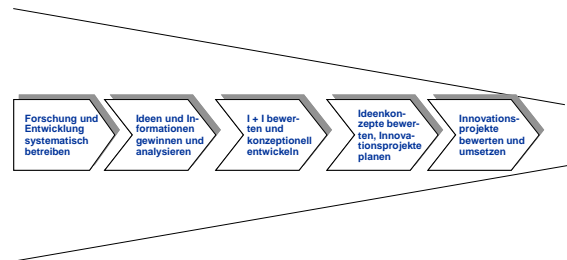 Forschung und
Entwicklung
systematisch
betreiben
Ideen und In-
formationen
gewinnen und
analysieren
I + I bewer-
ten und
konzeptionell
entwickeln
Ideenkon-
zepte bewer-
ten, Innova-
tionsprojekte
planen
Innovations-
projekte
bewerten und
umsetzen